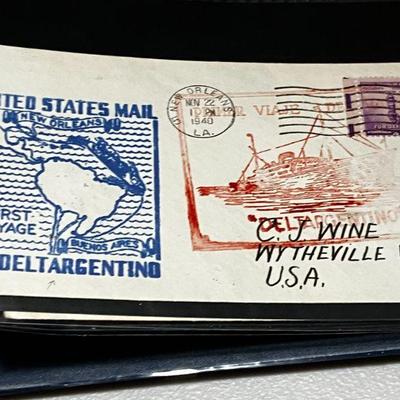 NITED STATES MAIL
NEW ORLEANS
RST
YAGE
BUENOS AIRES
DELTARGENTINO
NEW ORLEANS
NOV 22
1940
LA.
VIAJE
"DELTARGENTINO"
C. J. WINE
WYTHEVILLE
U.S.A.